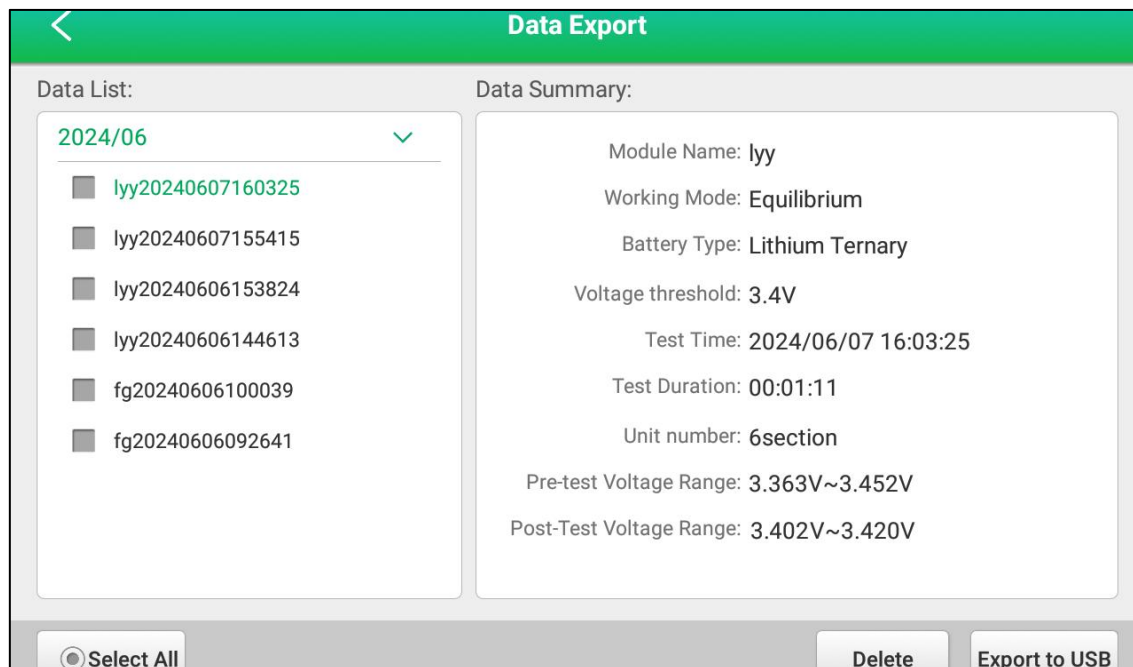 Data Export
Data List:
2024/06
lyy20240607160325
lyy20240607155415
lyy20240606153824
lyy20240606144613
fg20240606100039
fg20240606092641
Data Summary:
Module Name: lyy
Working Mode: Equilibrium
Battery Type: Lithium Ternary
Voltage threshold: 3.4V
Test Time: 2024/06/07 16:03:25
Test Duration: 00:01:11
Unit number: 6section
Pre-test Voltage Range: 3.363V~3.452V
Post-Test Voltage Range: 3.402V~3.420V
Select All
Delete
Export to USB